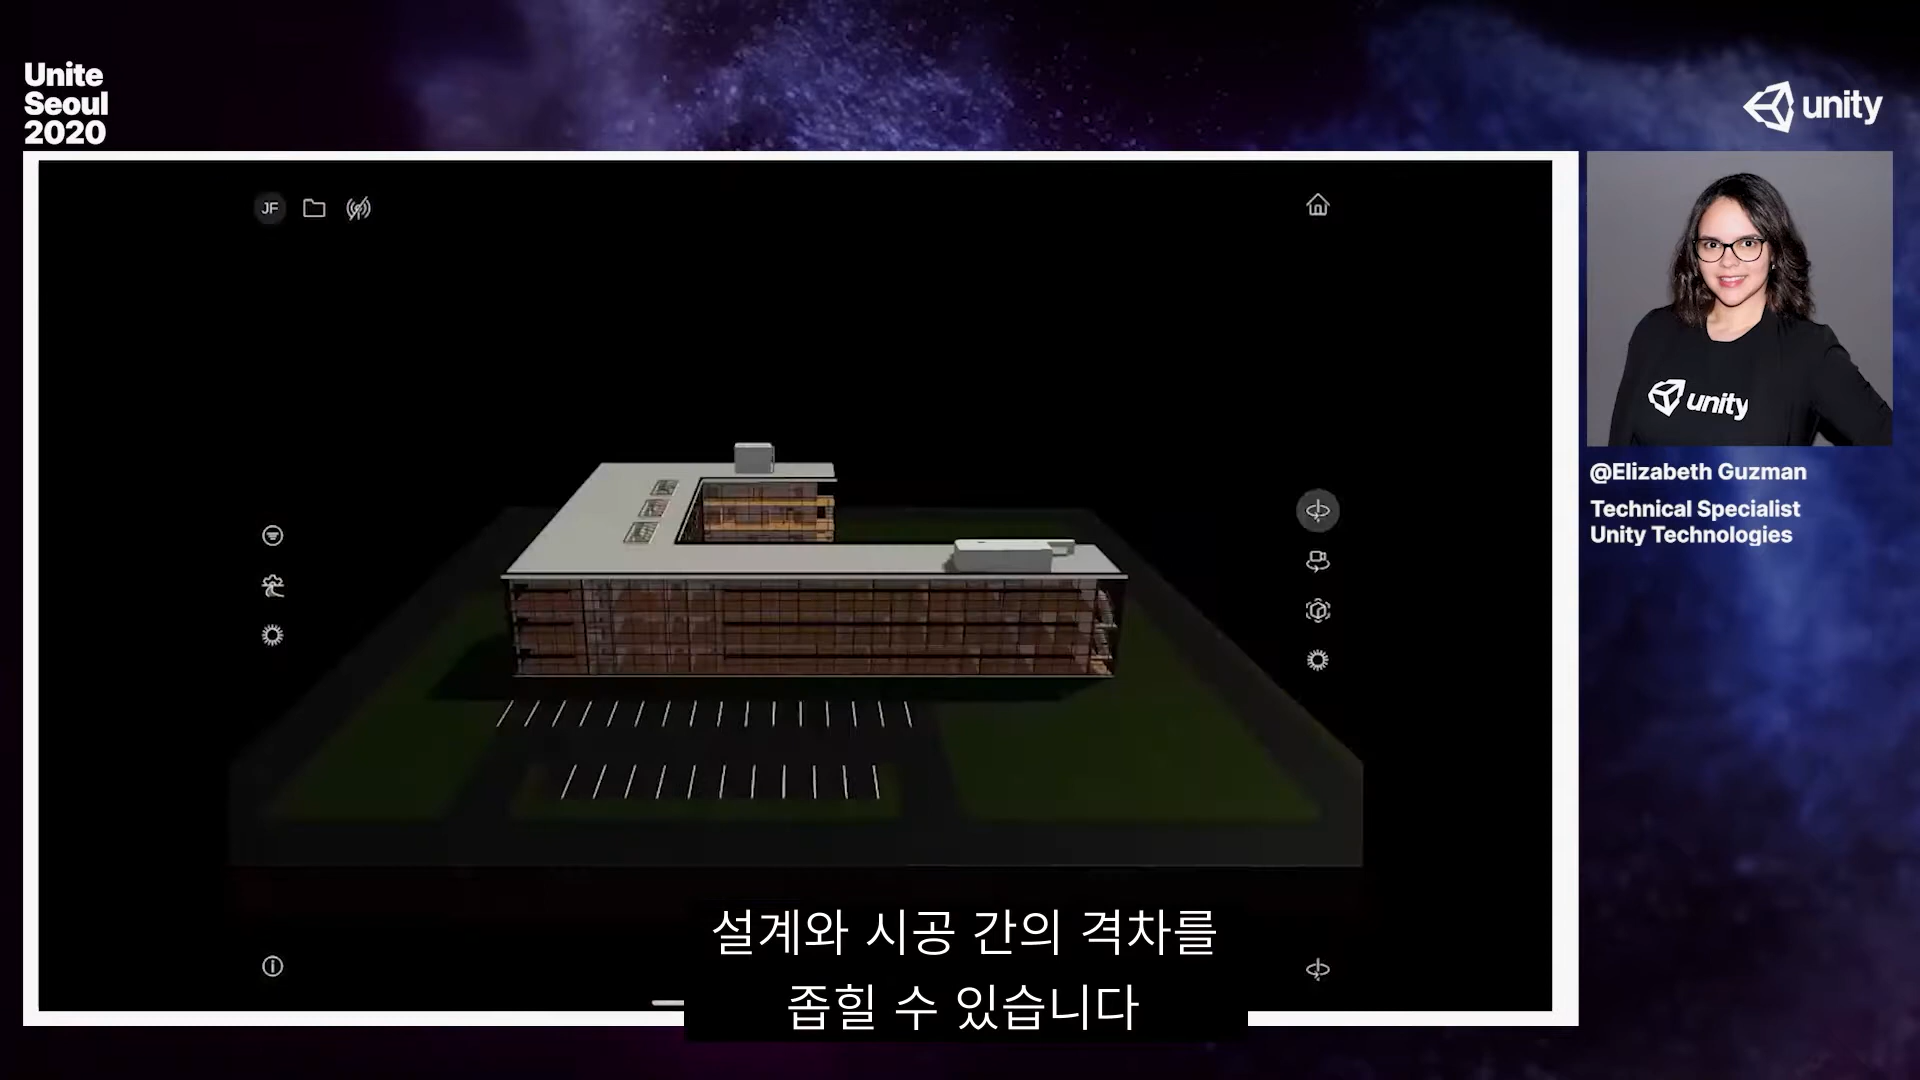 Unite
Seoul
2020
unity
JF
unity
@Elizabeth Guzman
Technical Specialist
Unity Technologies
설계와 시공 간의 격차를
좁힐 수 있습니다